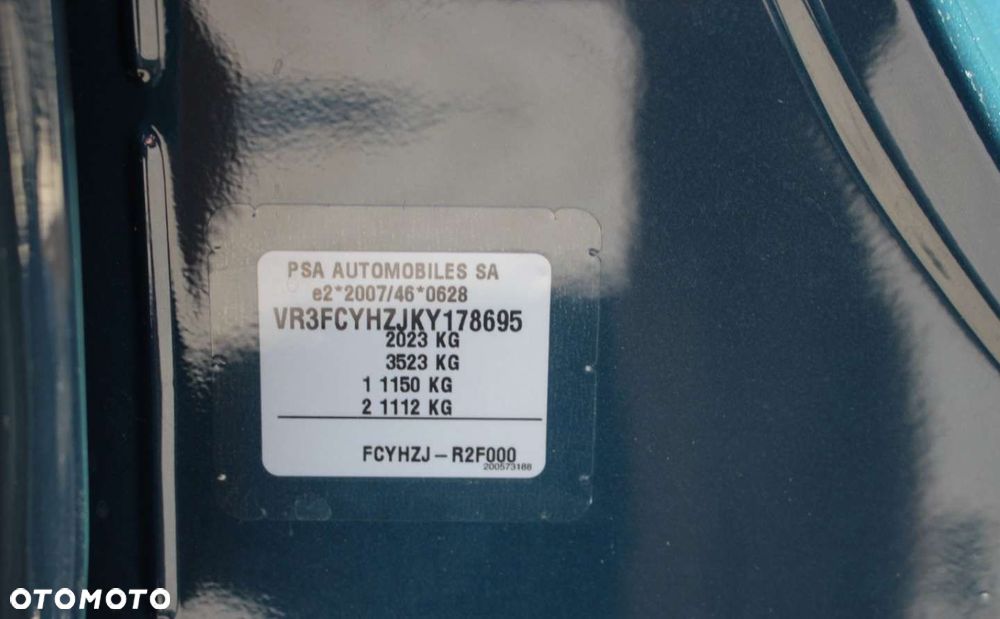 PSA AUTOMOBILES SA
e2*2007/46*0628
VR3FCYHZJKY178695
2023 KG
3523 KG
1 1150 KG
2 1112 KG
FCYHZJ – R2F000
200573188
OTOMOTO